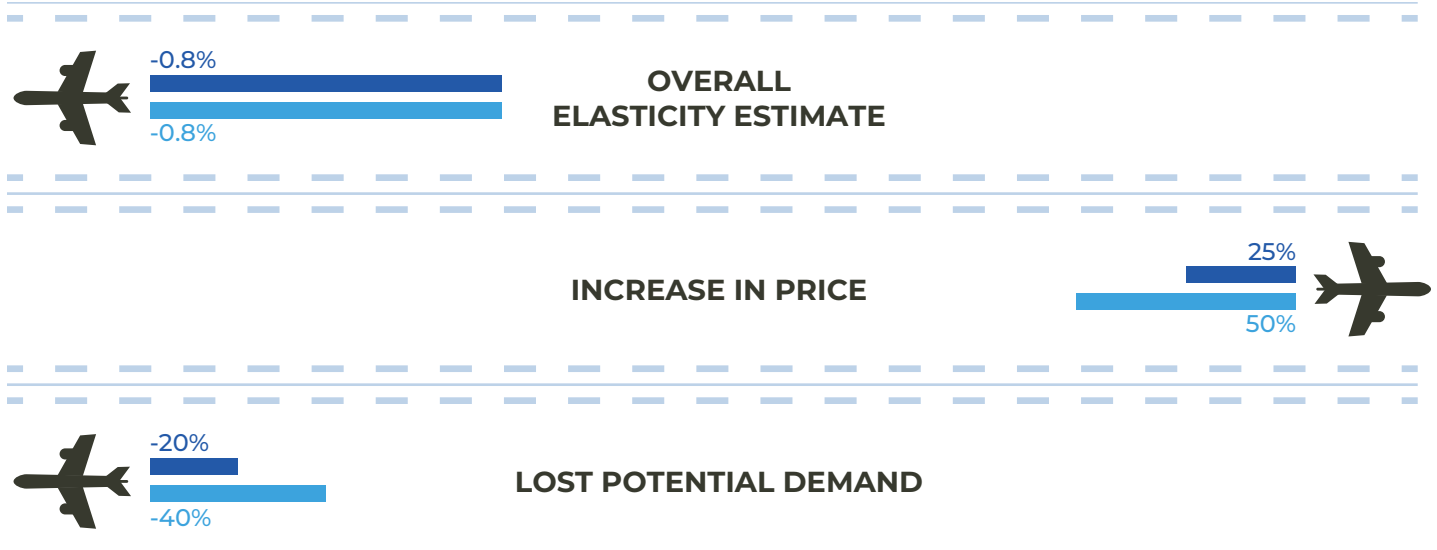 -0.8%
OVERALL
ELASTICITY ESTIMATE
-0.8%
25%
INCREASE IN PRICE
50%
-20%
LOST POTENTIAL DEMAND
-40%